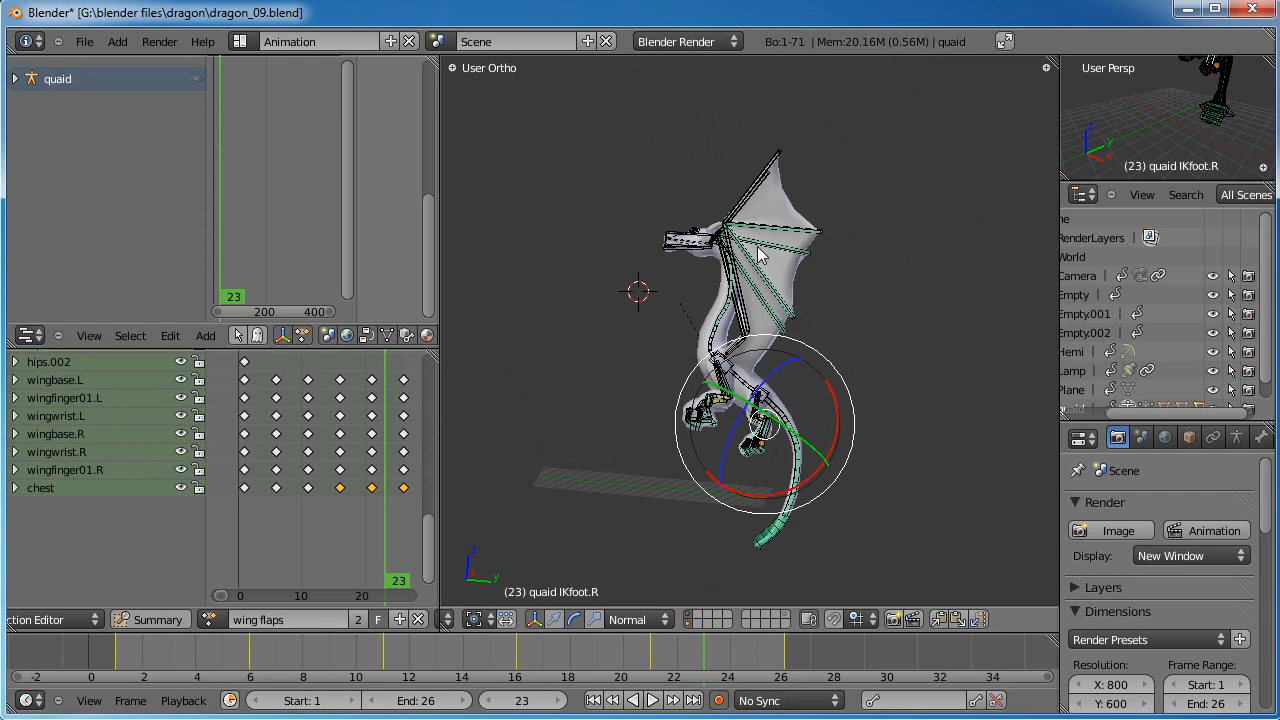 Blender* [G:\blender files\dragon\dragon_09.blend]
File Add Render Help Animation Scene Blender Render Bo:1-71 | Mem:20.16M (0.56M) | quaid
quaid
23
200 400
View Select Edit Add
hips.002
wingbase.L
wingfinger01.L
wingwrist.L
wingbase.R
wingwrist.R
wingfinger01.R
chest
23
0 10 20
ction Editor Summary wing flaps 2 F
User Ortho
z
y
(23) quaid IKfoot.R
Normal
User Persp
z
y
x
(23) quaid IKfoot.R
View Search All Scenes
ne
RenderLayers |
World
Camera |
Empty |
Empty.001 |
Empty.002 |
Hemi |
Lamp |
Plane |
Scene
Render
Image Animation
Display: New Window
Layers
Dimensions
Render Presets
Resolution: Frame Range:
X: 800 Start: 1
Y: 600 End: 26
-2 0 2 4 6 8 10 12 14 16 18 20 22 24 26 28 30 32 34
View Frame Playback Start: 1 End: 26 23 No Sync